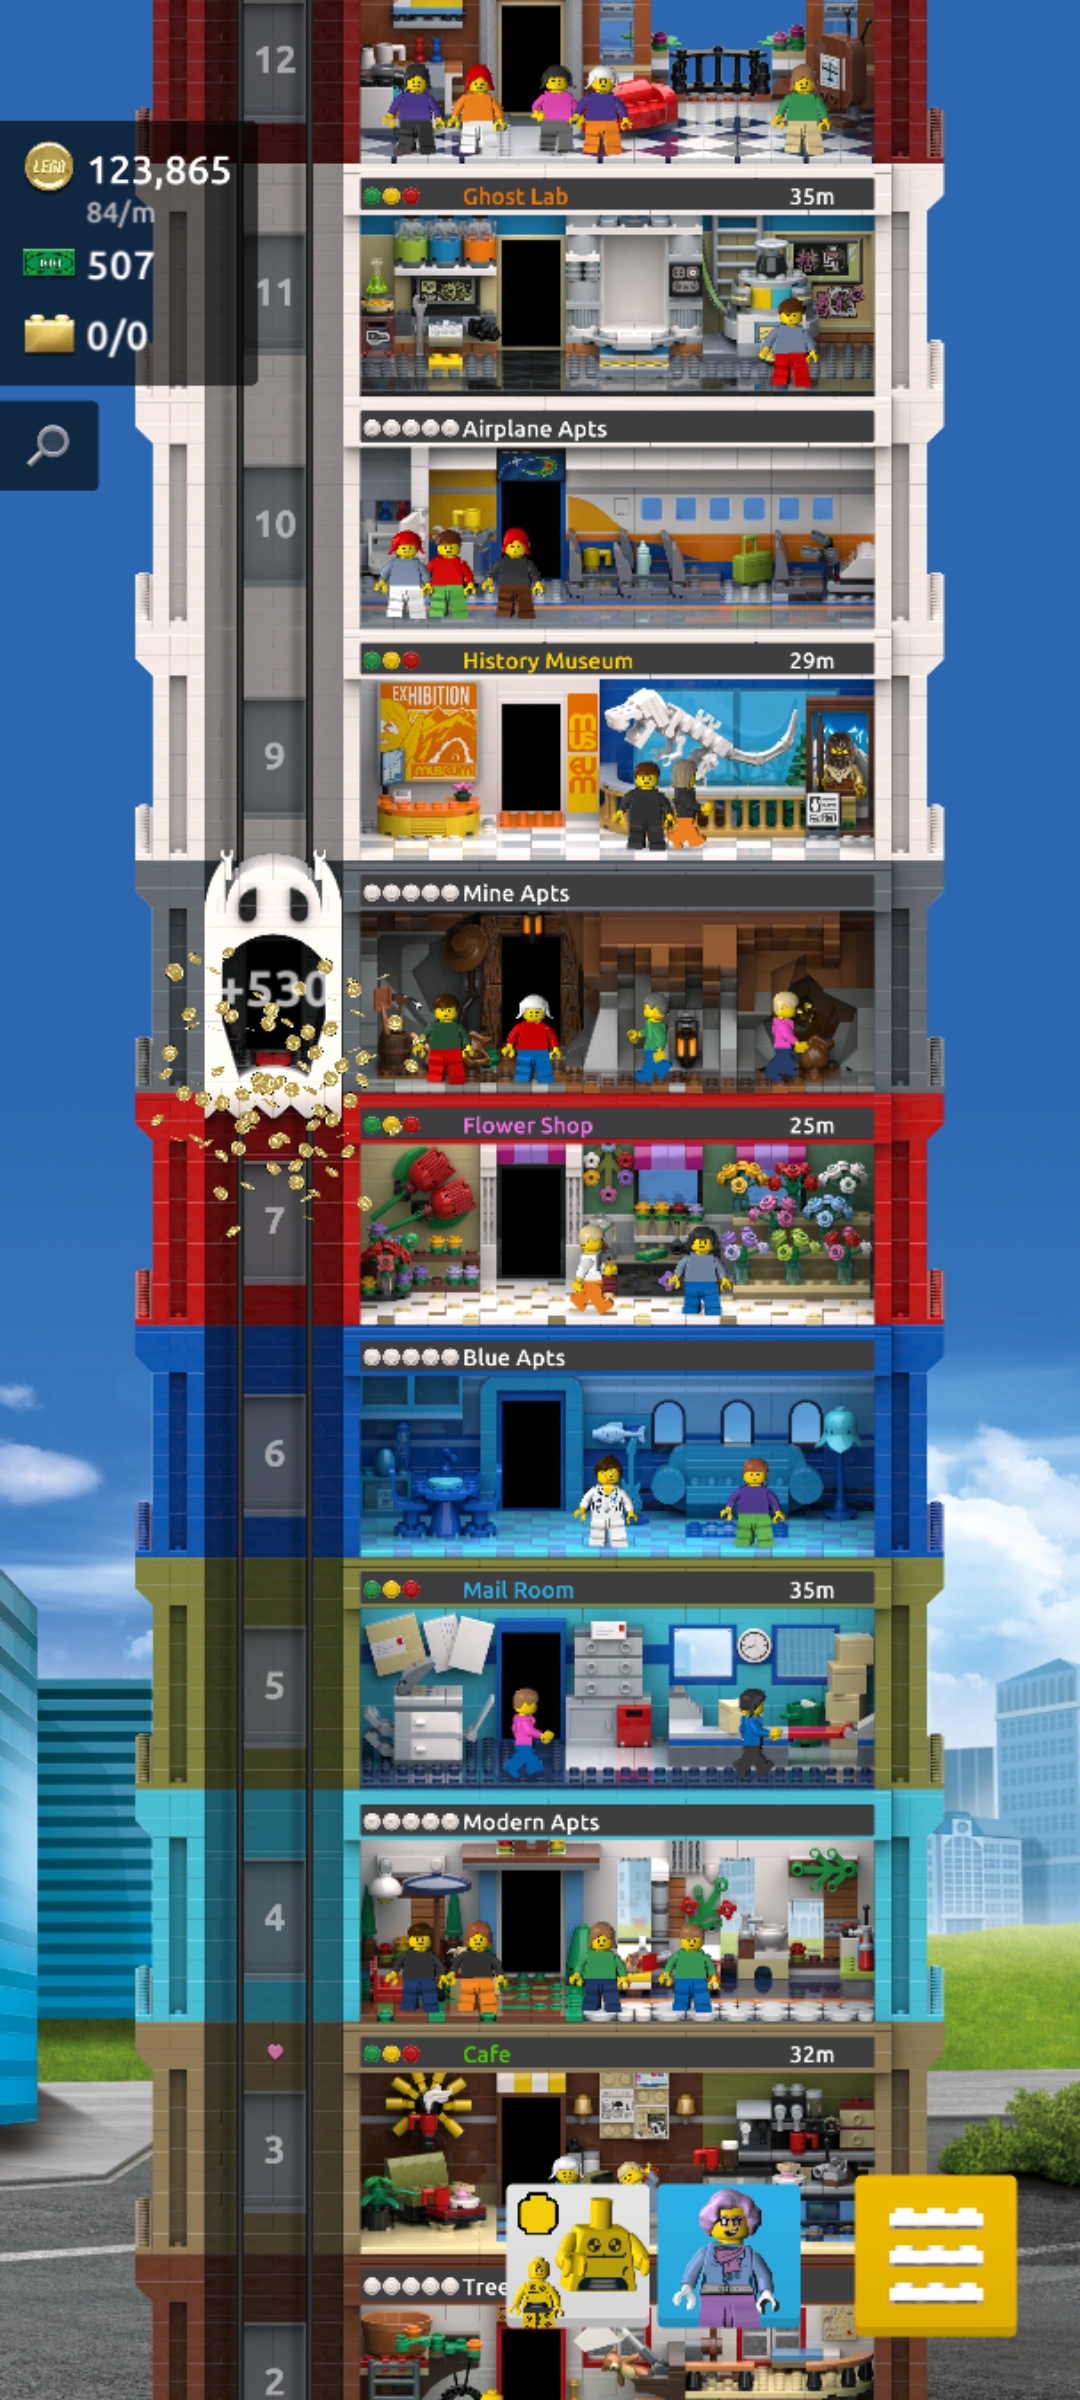 12
LEGO
123,865
84/m
507
0/0
Ghost Lab 35m
11
Airplane Apts
10
History Museum 29m
EXHIBITION
museum
mus
eum
9
Mine Apts
+530
Flower Shop 25m
7
Blue Apts
6
Mail Room 35m
5
Modern Apts
4
Cafe 32m
3
Tree
2